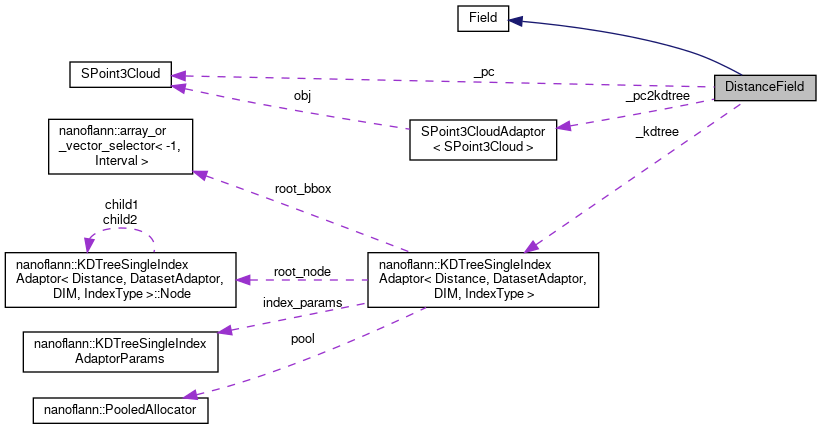 Field
SPoint3Cloud
_pc
DistanceField
obj
_pc2kdtree
nanoflann::array_or
_vector_selector< -1,
Interval >
SPoint3CloudAdaptor
< SPoint3Cloud >
_kdtree
root_bbox
child1
child2
nanoflann::KDTreeSingleIndex
Adaptor< Distance, DatasetAdaptor,
DIM, IndexType >::Node
root_node
nanoflann::KDTreeSingleIndex
Adaptor< Distance, DatasetAdaptor,
DIM, IndexType >
index_params
nanoflann::KDTreeSingleIndex
AdaptorParams
pool
nanoflann::PooledAllocator